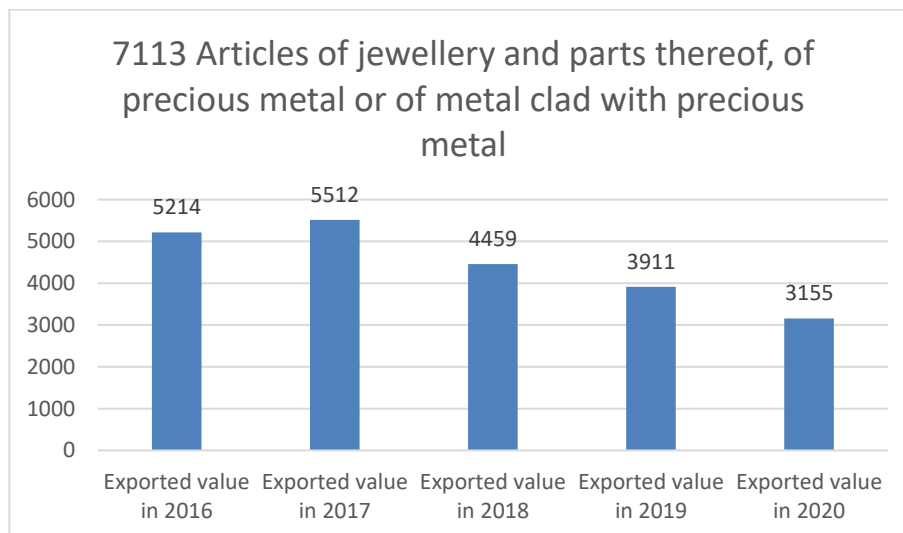 7113 Articles of jewellery and parts thereof, of
precious metal or of metal clad with precious
metal
6000
5000
4000
3000
2000
1000
0
5214
5512
4459
3911
3155
Exported value
in 2016
Exported value
in 2017
Exported value
in 2018
Exported value
in 2019
Exported value
in 2020